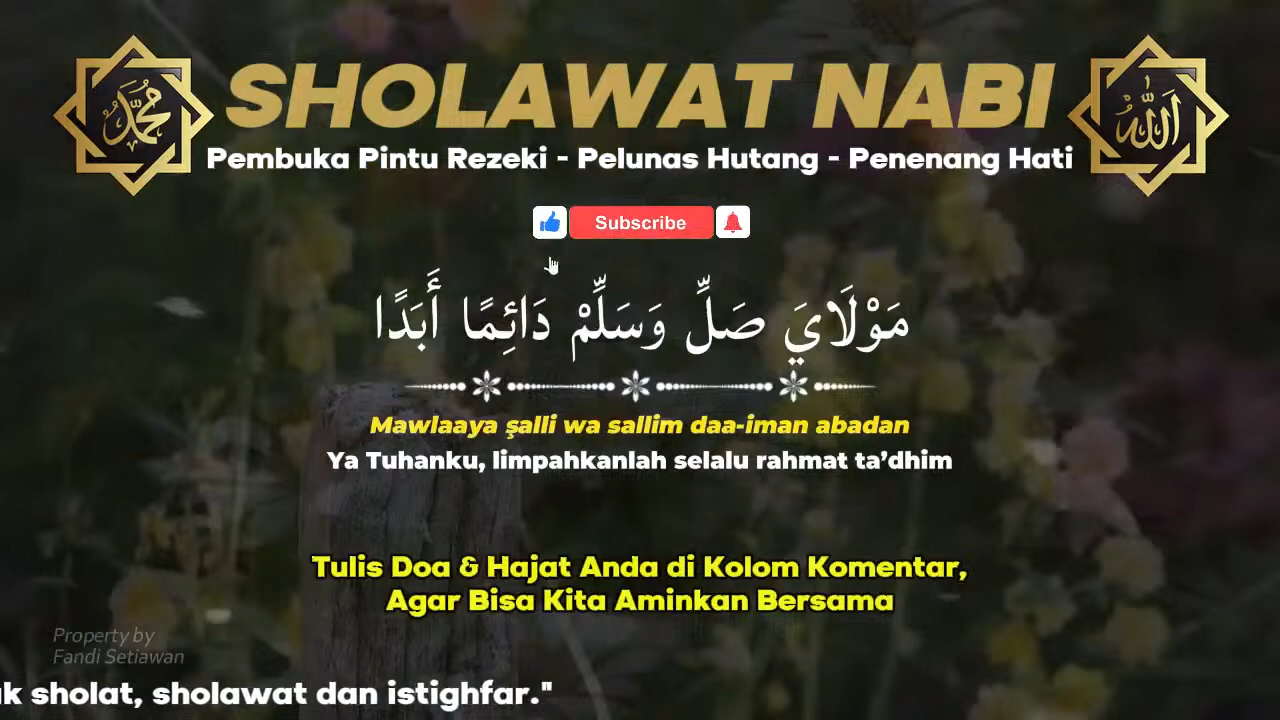 محمد
SHOLAWAT NABI
الله
Pembuka Pintu Rezeki - Pelunas Hutang - Penenang Hati
Subscribe
مَوْلَايَ صَلِّ وَسَلِّمْ دَائِمًا أَبَدًا
Mawlaaya şalli wa sallim daa-iman abadan
Ya Tuhanku, limpahkanlah selalu rahmat ta’dhim
Tulis Doa & Hajat Anda di Kolom Komentar,
Agar Bisa Kita Aminkan Bersama
Property by
Fandi Setiawan
sholat, sholawat dan istighfar."